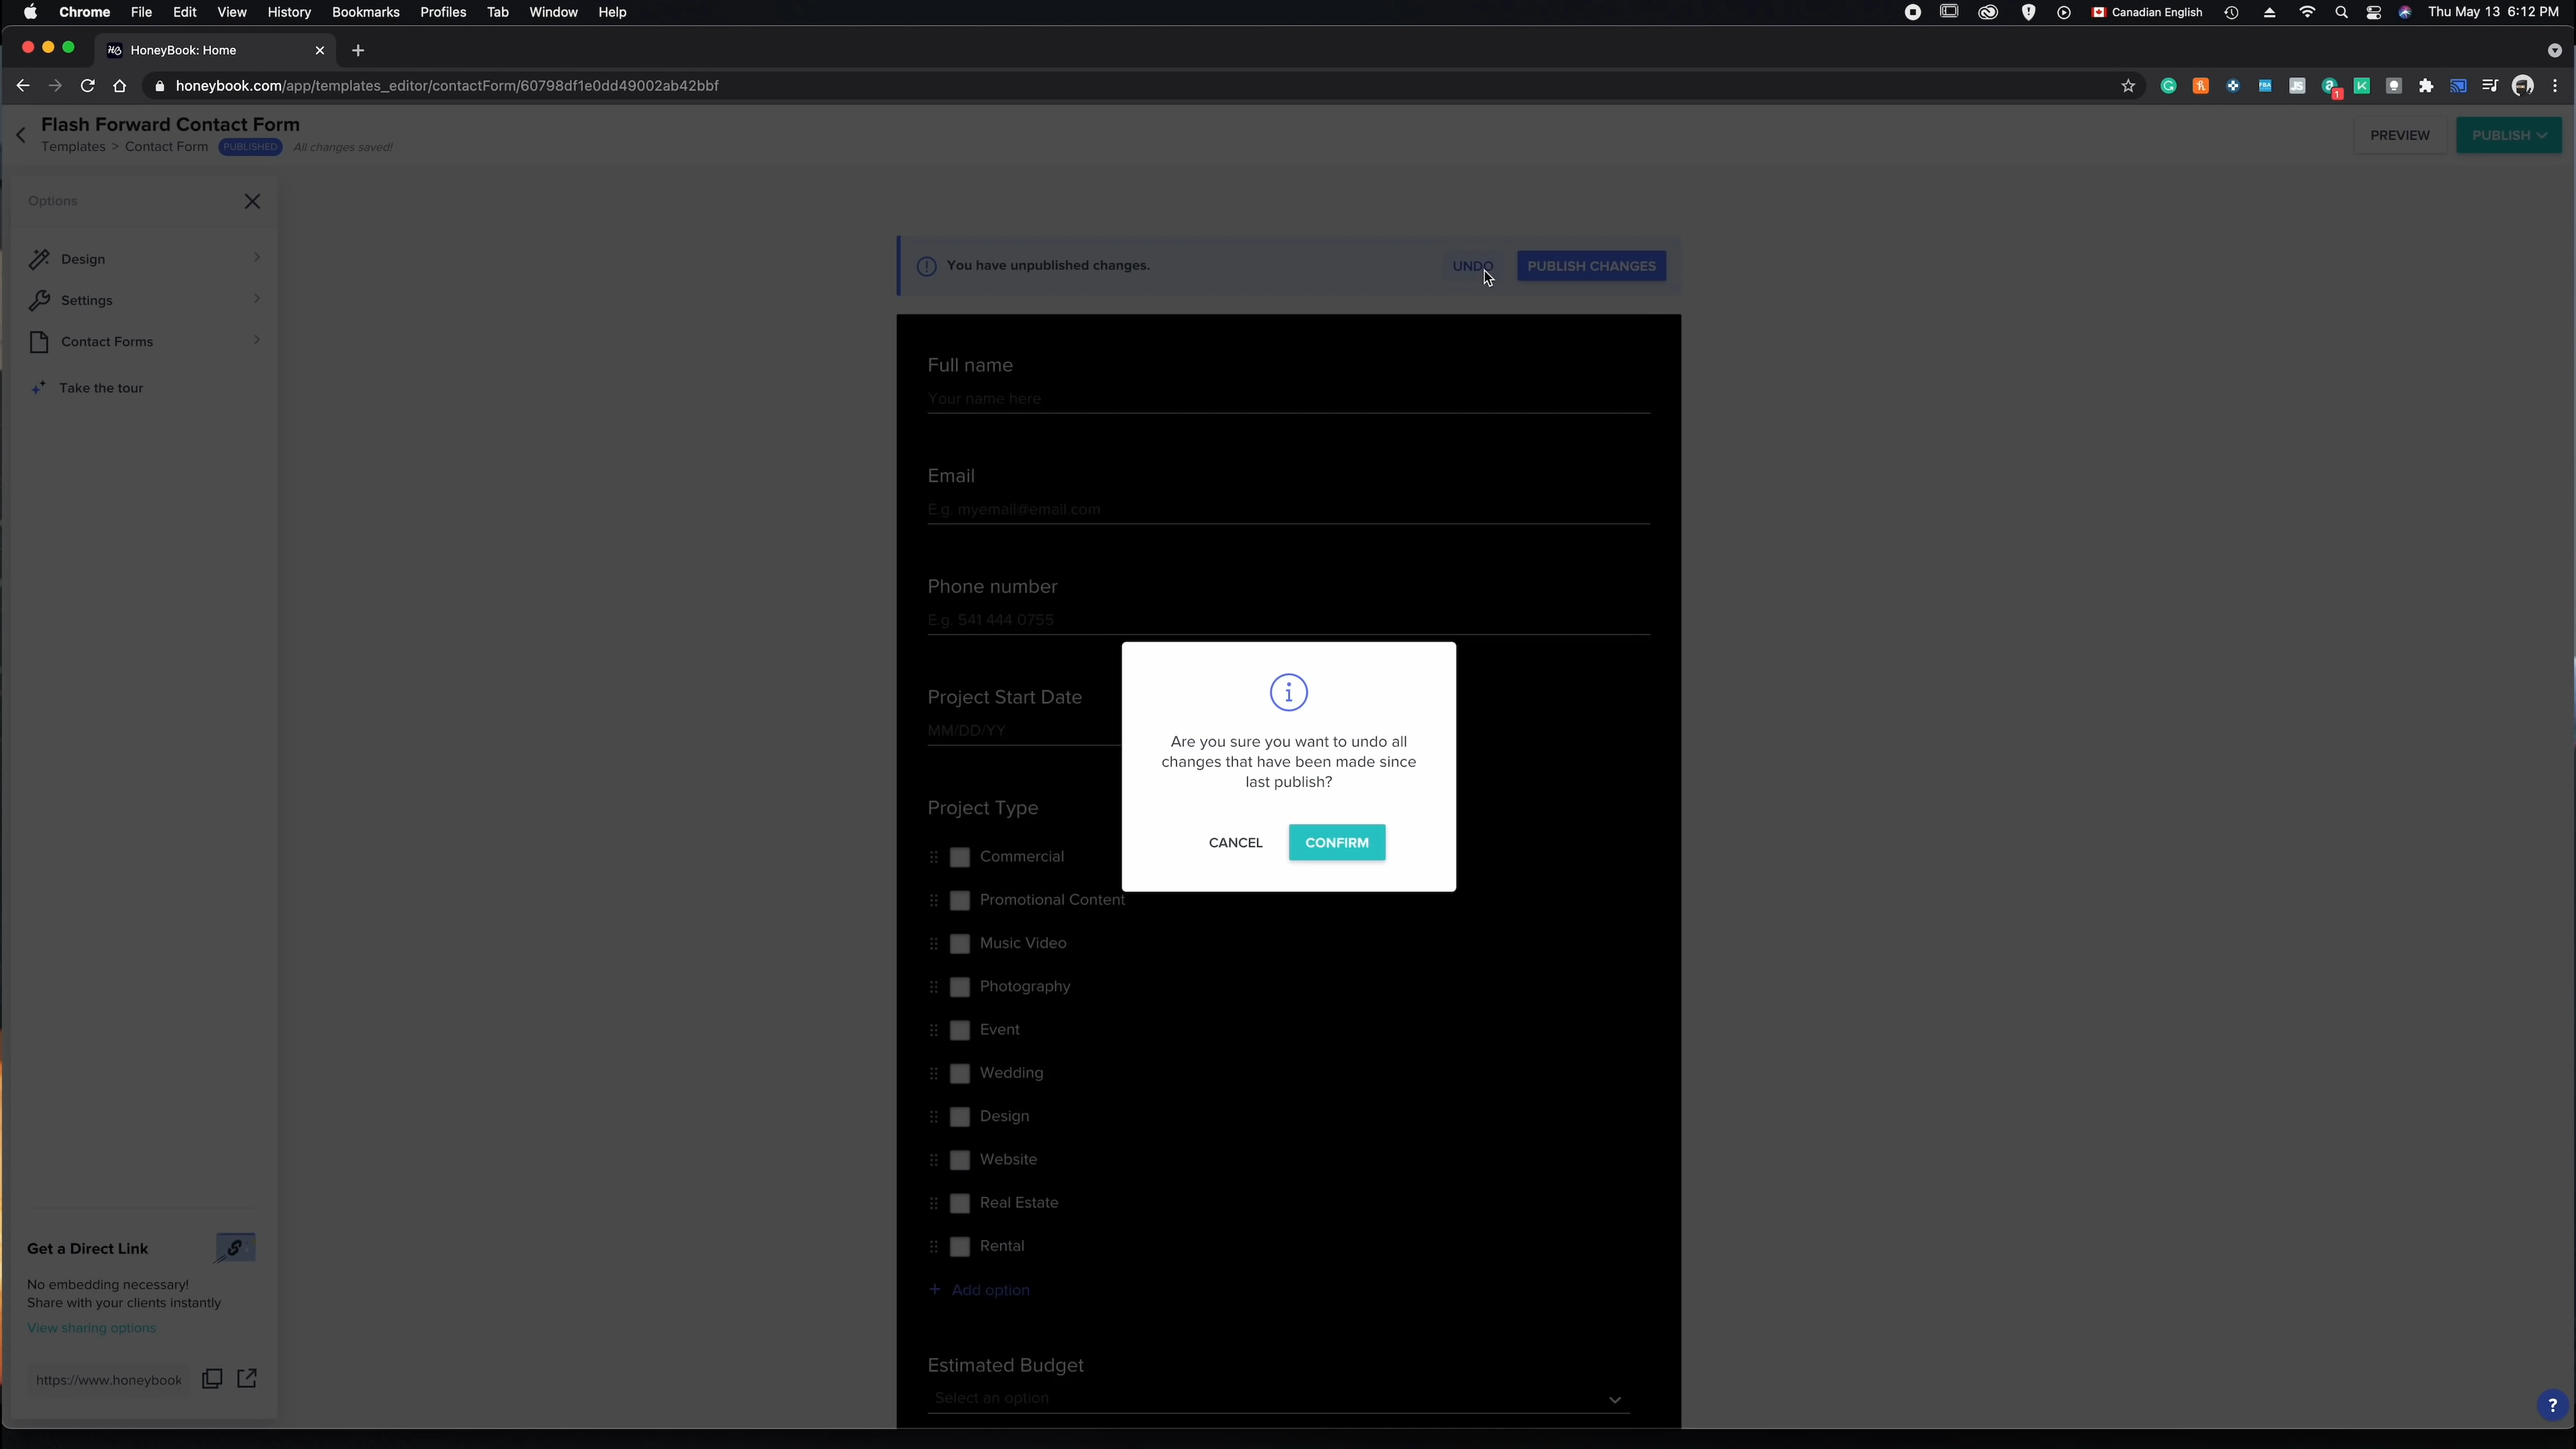 Chrome File Edit View History Bookmarks Profiles Tab Window Help Canadian English Thu May 13 6:12 PM
HoneyBook: Home
honeybook.com/app/templates_editor/contactForm/60798df1e0dd49002ab42bbf
Flash Forward Contact Form
Templates > Contact Form PUBLISHED All changes saved!
PREVIEW PUBLISH
Options
Design
Settings
Contact Forms
Take the tour
You have unpublished changes. UNDO PUBLISH CHANGES
Full name
Your name here
Email
E.g. myemail@email.com
Phone number
E.g. 541 444 0755
Project Start Date
MM/DD/YY
Project Type
Commercial
Promotional Content
Music Video
Photography
Event
Wedding
Design
Website
Real Estate
Rental
+ Add option
Estimated Budget
Select an option
Are you sure you want to undo all
changes that have been made since
last publish?
CANCEL CONFIRM
Get a Direct Link
No embedding necessary!
Share with your clients instantly
View sharing options
https://www.honeybook
?